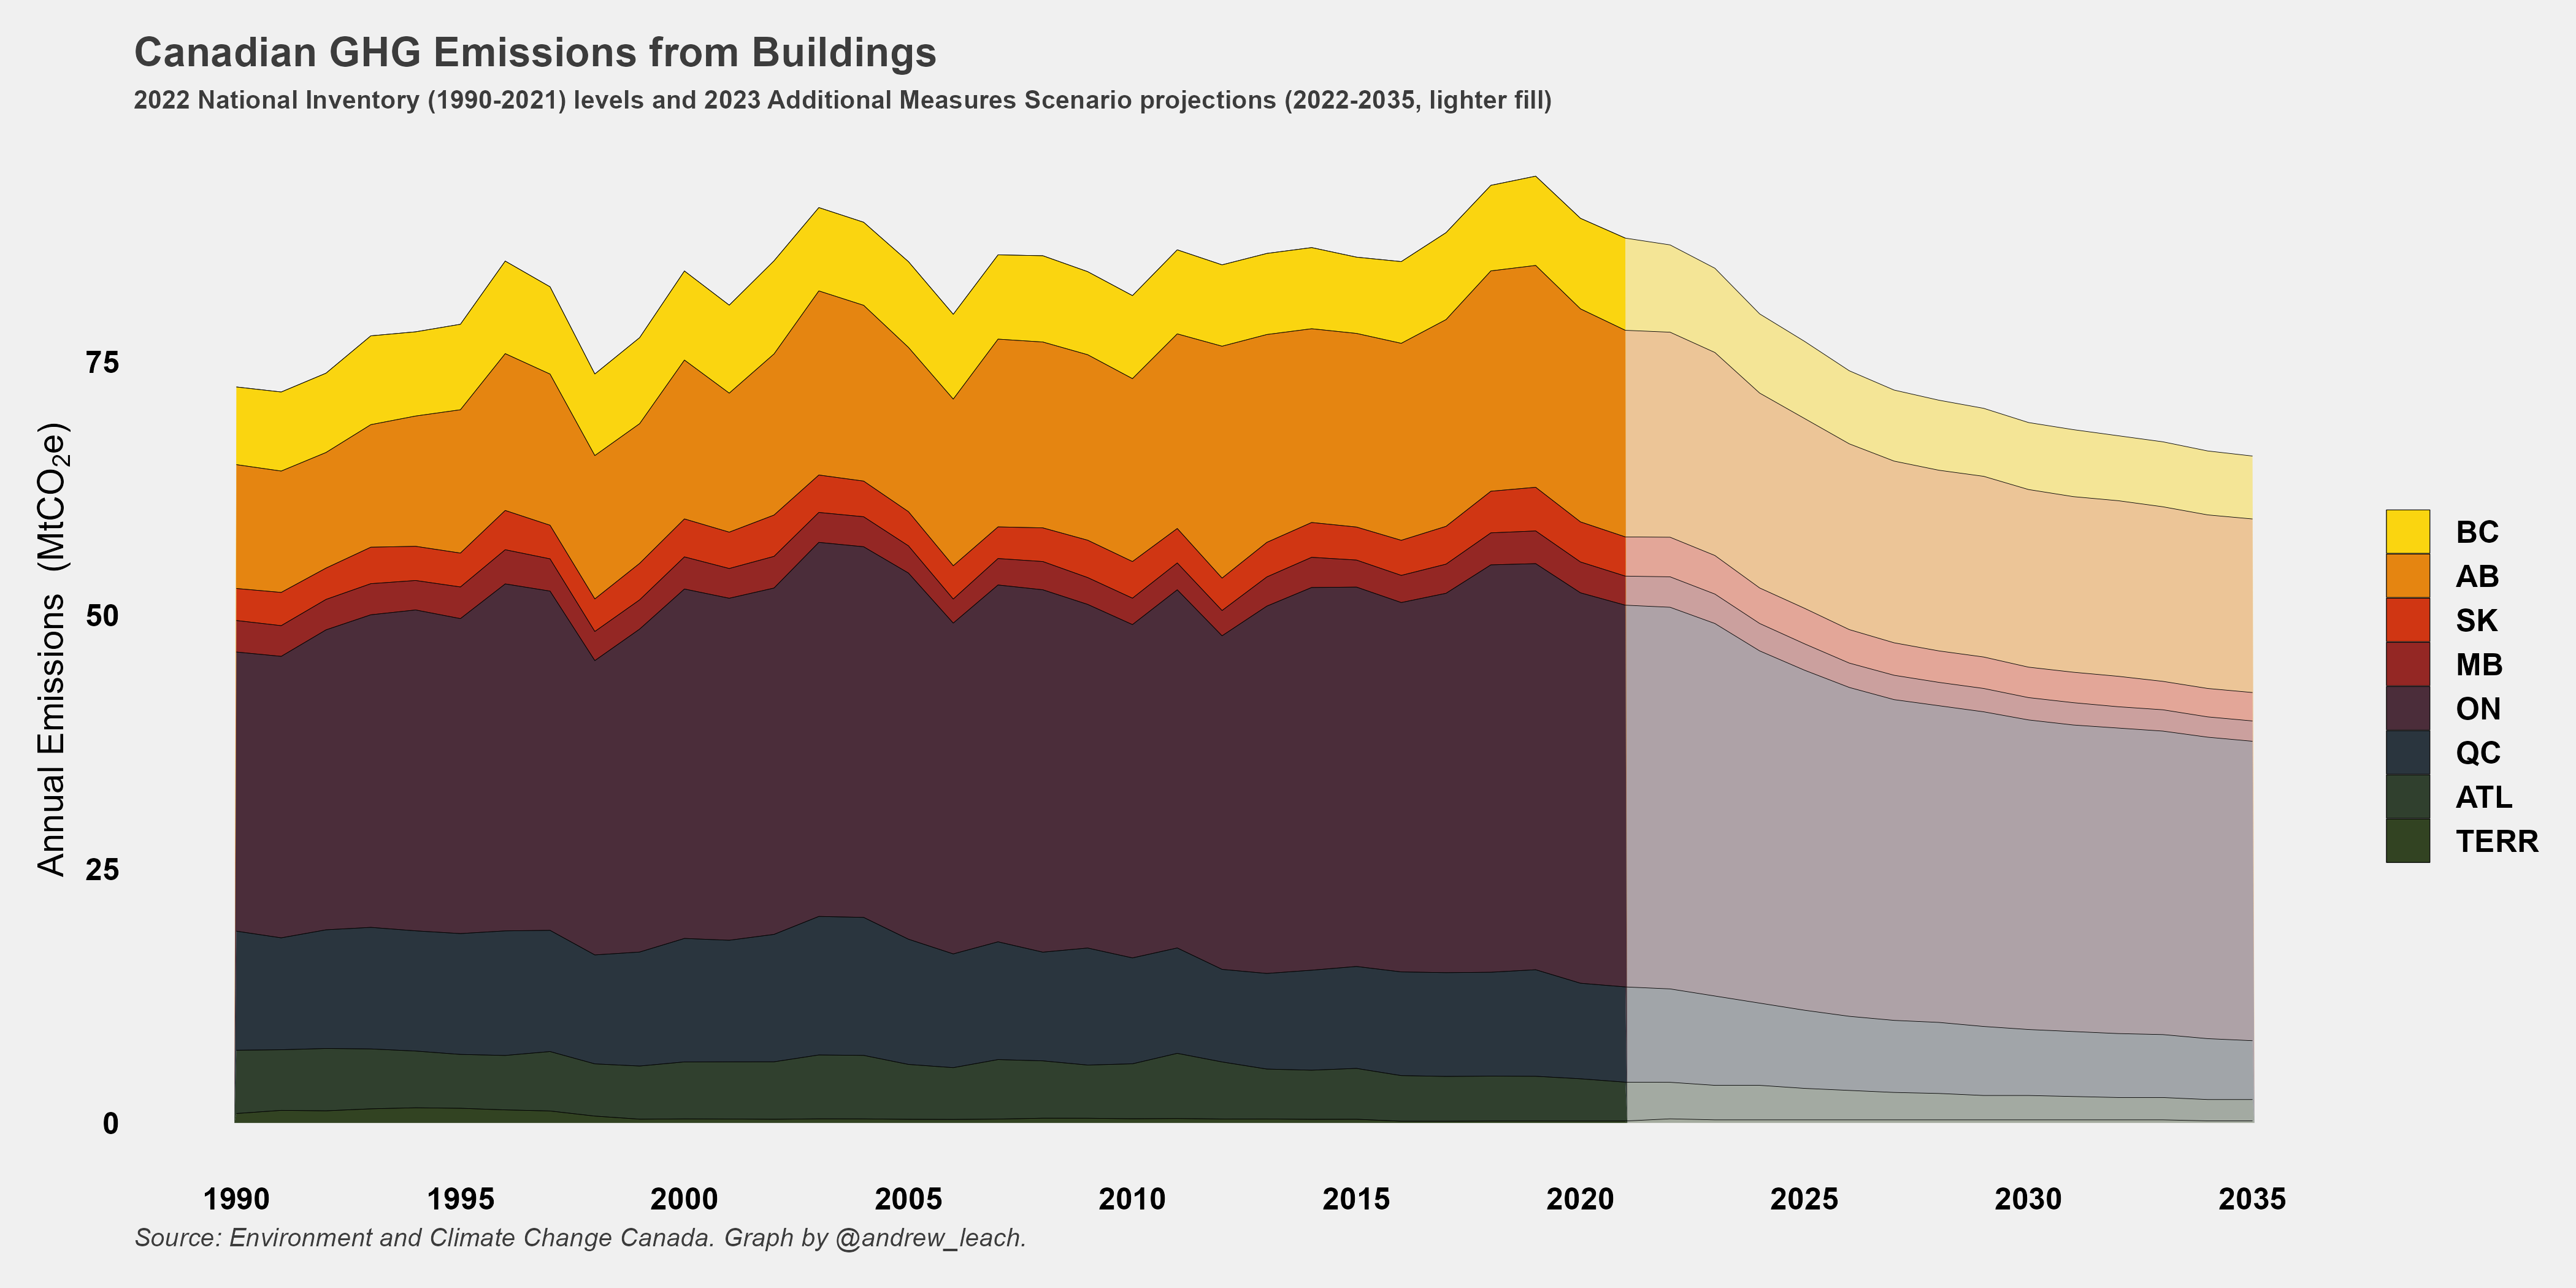 Canadian GHG Emissions from Buildings
2022 National Inventory (1990-2021) levels and 2023 Additional Measures Scenario projections (2022-2035, lighter fill)
Annual Emissions (MtCO₂e)
75
50
25
0
1990 1995 2000 2005 2010 2015 2020 2025 2030 2035
BC
AB
SK
MB
ON
QC
ATL
TERR
Source: Environment and Climate Change Canada. Graph by @andrew_leach.